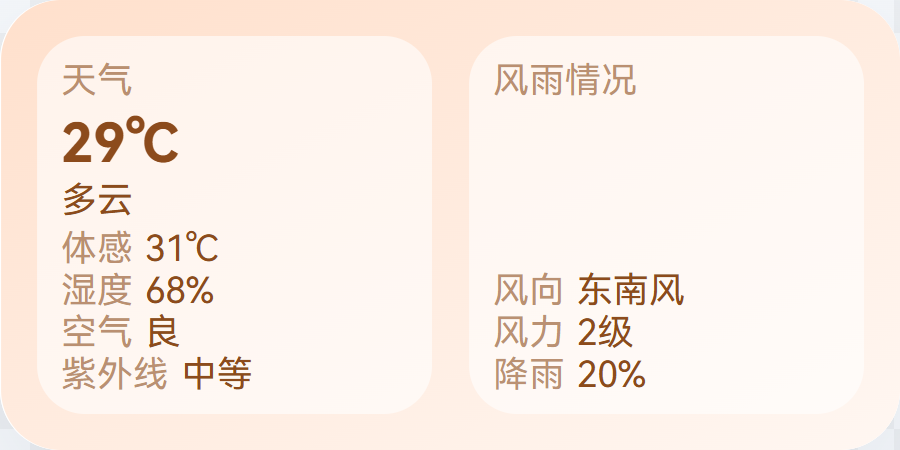 天气
29℃
多云
体感 31℃
湿度 68%
空气 良
紫外线 中等
风雨情况
风向 东南风
风力 2级
降雨 20%